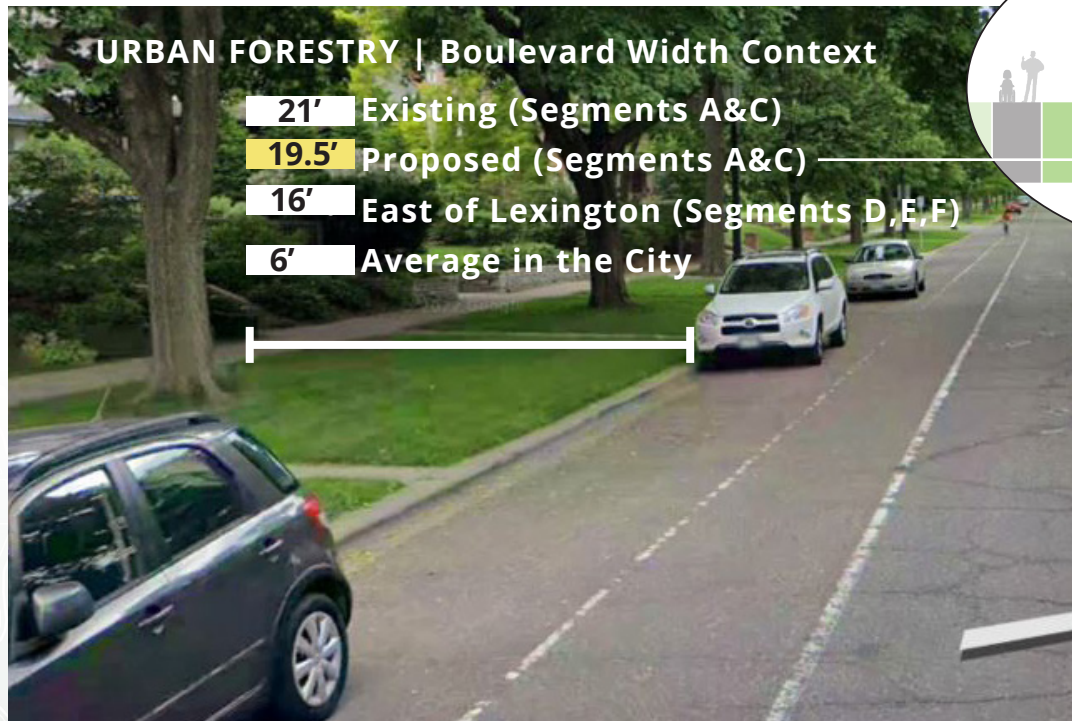 URBAN FORESTRY | Boulevard Width Context
21’ Existing (Segments A&C)
19.5’ Proposed (Segments A&C)
16’ East of Lexington (Segments D,E,F)
6’ Average in the City